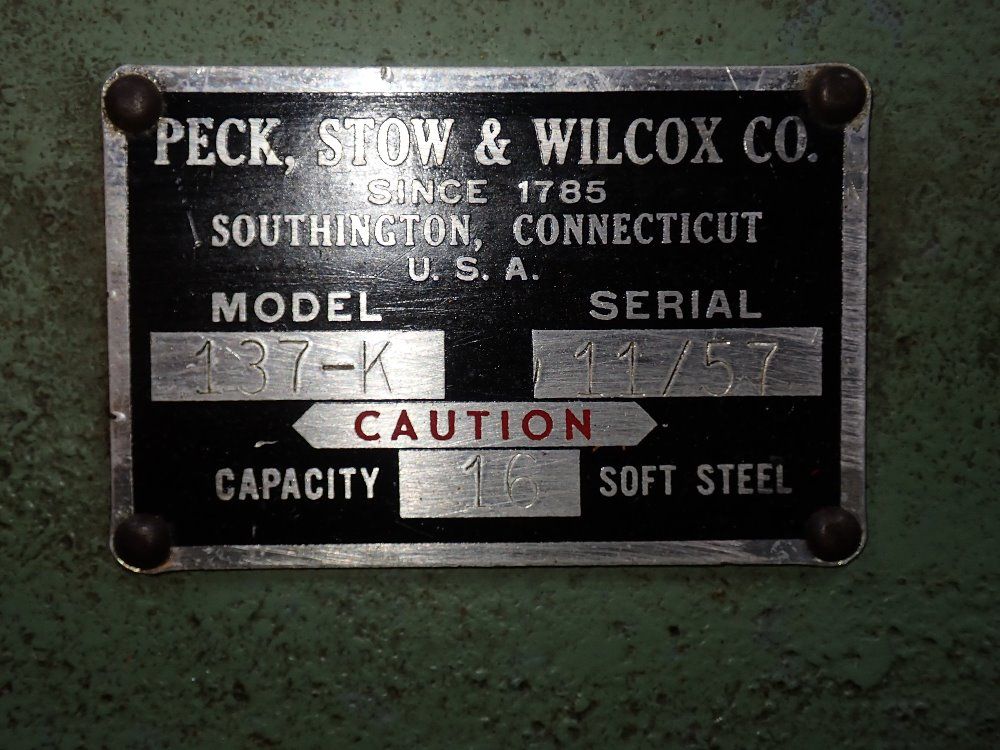 PECK, STOW & WILCOX CO.
SINCE 1785
SOUTHINGTON, CONNECTICUT
U. S. A.
MODEL SERIAL
137-K 11/57
CAUTION
CAPACITY 16 SOFT STEEL